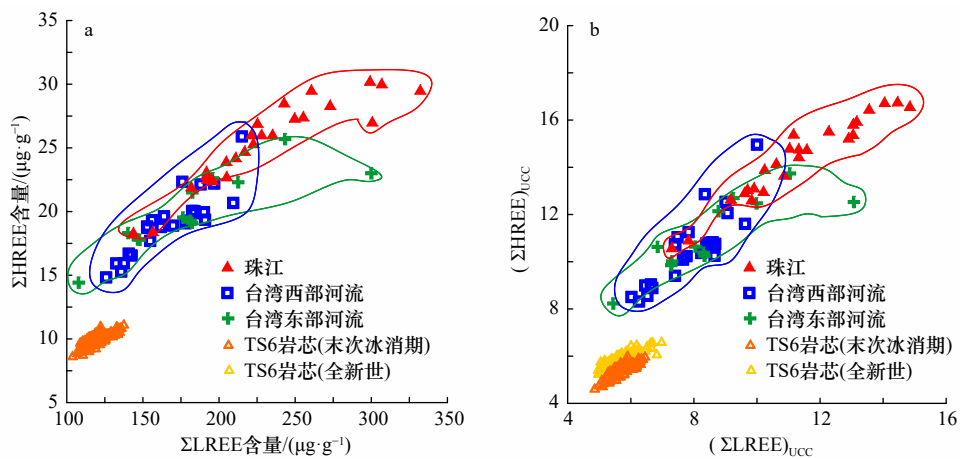 a
35
30
25
20
15
10
5
100
150
200
250
300
350
ΣHREE含量/(μg·g⁻¹)
ΣLREE含量/(μg·g⁻¹)
珠江
台湾西部河流
台湾东部河流
TS6岩芯(末次冰消期)
TS6岩芯(全新世)
b
20
16
12
8
4
4
8
12
16
(ΣHREE)UCC
(ΣLREE)UCC
珠江
台湾西部河流
台湾东部河流
TS6岩芯(末次冰消期)
TS6岩芯(全新世)